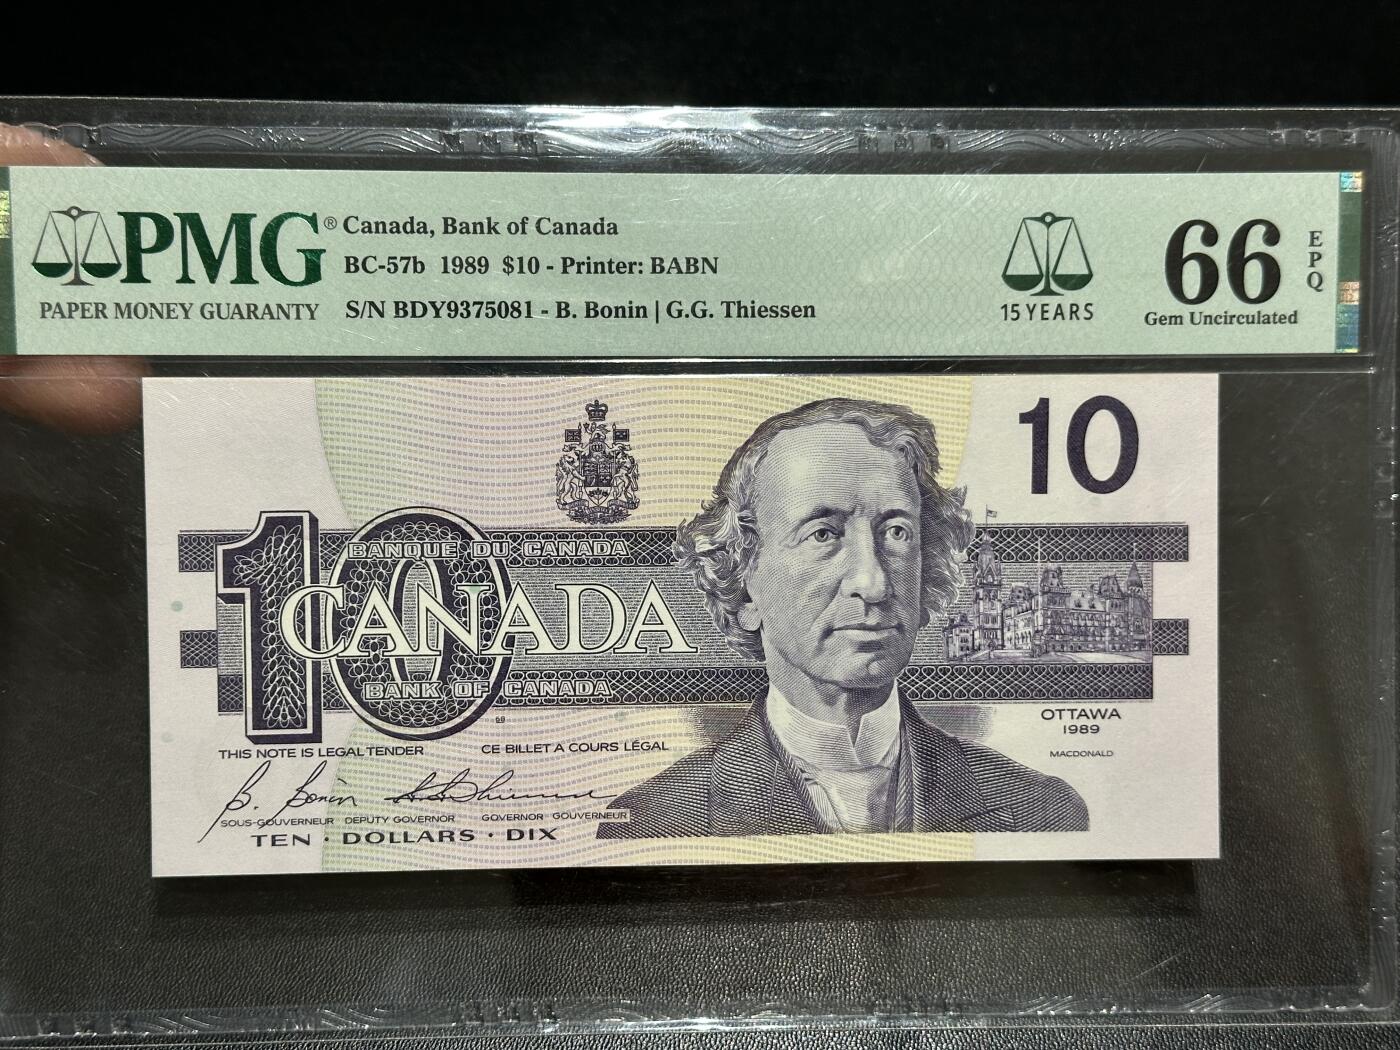 PMG®
PAPER MONEY GUARANTY
Canada, Bank of Canada
BC-57b 1989 $10 - Printer: BABN
S/N BDY9375081 - B. Bonin | G.G. Thiessen
15 YEARS
66
EPQ
Gem Uncirculated
10
10
BANQUE DU CANADA
CANADA
BANK OF CANADA
OTTAWA
1989
MACDONALD
THIS NOTE IS LEGAL TENDER CE BILLET A COURS LÉGAL
B. Bonin
SOUS-GOUVERNEUR DEPUTY GOVERNOR GOVERNOR GOUVERNEUR
TEN · DOLLARS · DIX